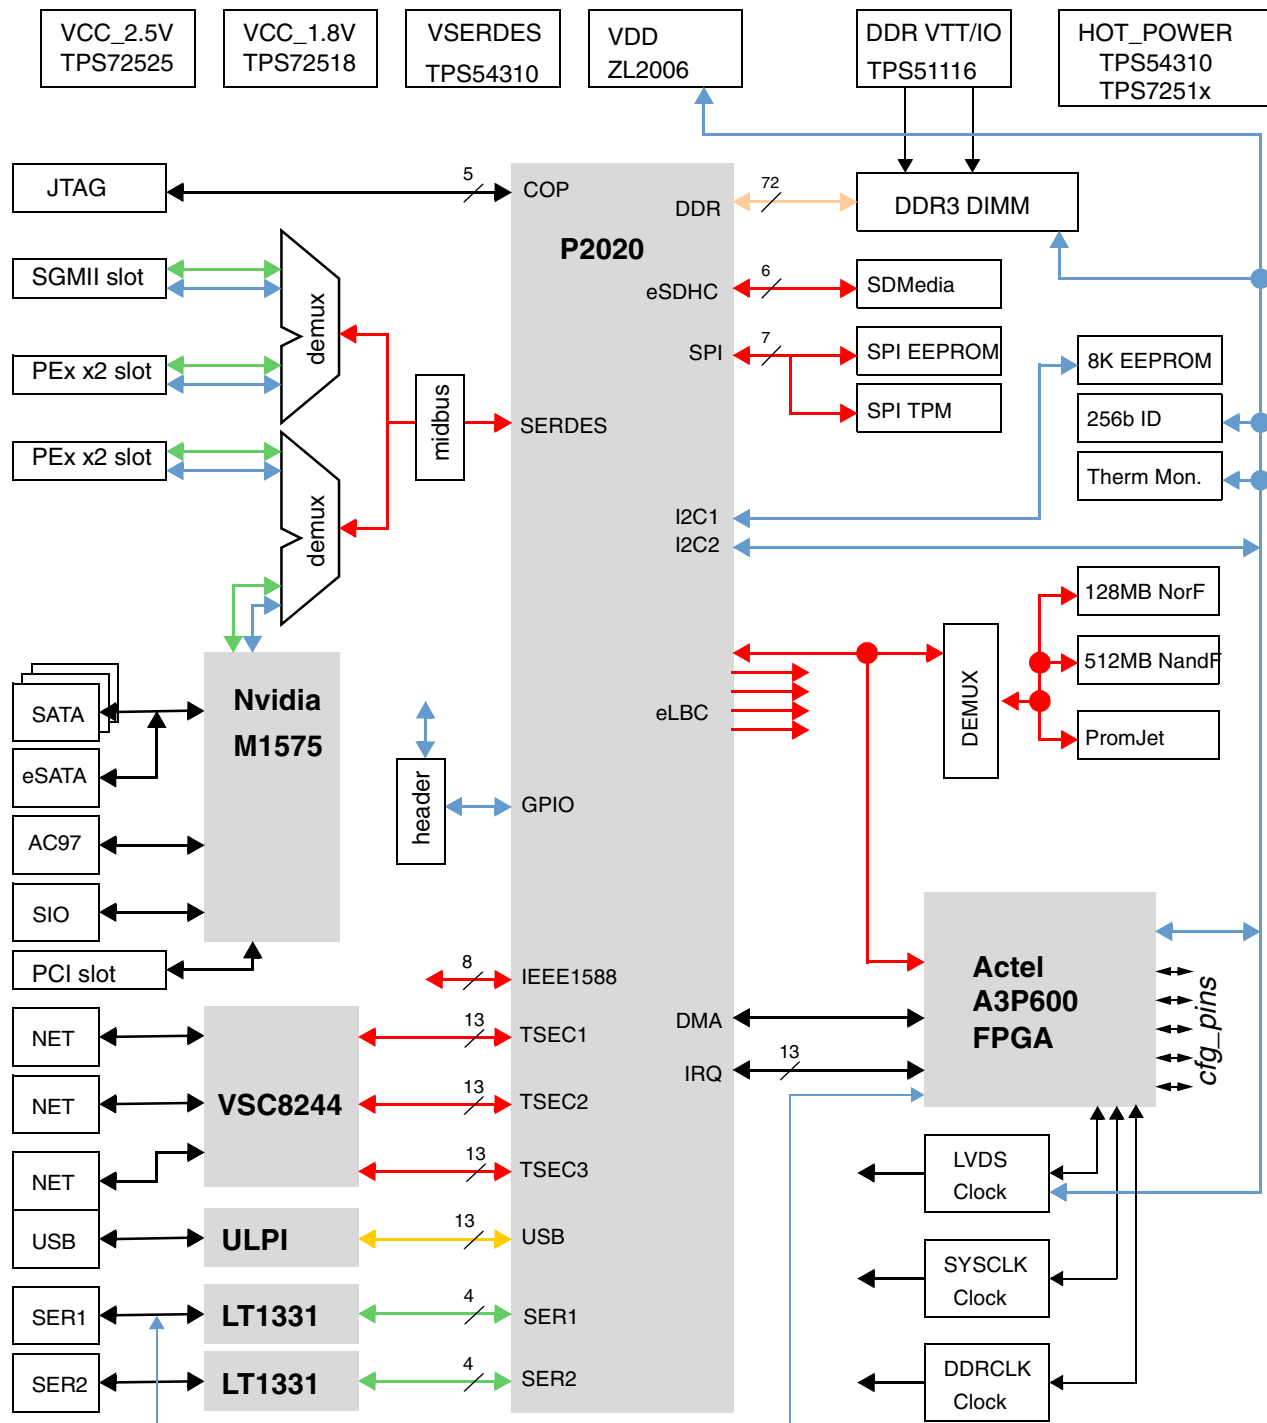 VCC_2.5V
TPS72525
VCC_1.8V
TPS72518
VSERDES
TPS54310
VDD
ZL2006
DDR VTT/IO
TPS51116
HOT_POWER
TPS54310
TPS7251x
JTAG
5
COP
72
DDR
DDR3 DIMM
P2020
SGMII slot
demux
6
eSDHC
SDMedia
7
SPI
SPI EEPROM
8K EEPROM
PEx x2 slot
SPI TPM
256b ID
midbus
SERDES
PEx x2 slot
Therm Mon.
demux
I2C1
I2C2
128MB NorF
512MB NandF
PromJet
DEMUX
eLBC
Nvidia
M1575
SATA
eSATA
AC97
SIO
PCI slot
header
GPIO
8
IEEE1588
Actel
A3P600
FPGA
cfg_pins
DMA
13
IRQ
NET
13
TSEC1
NET
VSC8244
13
TSEC2
NET
13
TSEC3
LVDS
Clock
USB
ULPI
13
USB
SYSCLK
Clock
SER1
LT1331
4
SER1
SER2
LT1331
4
SER2
DDRCLK
Clock